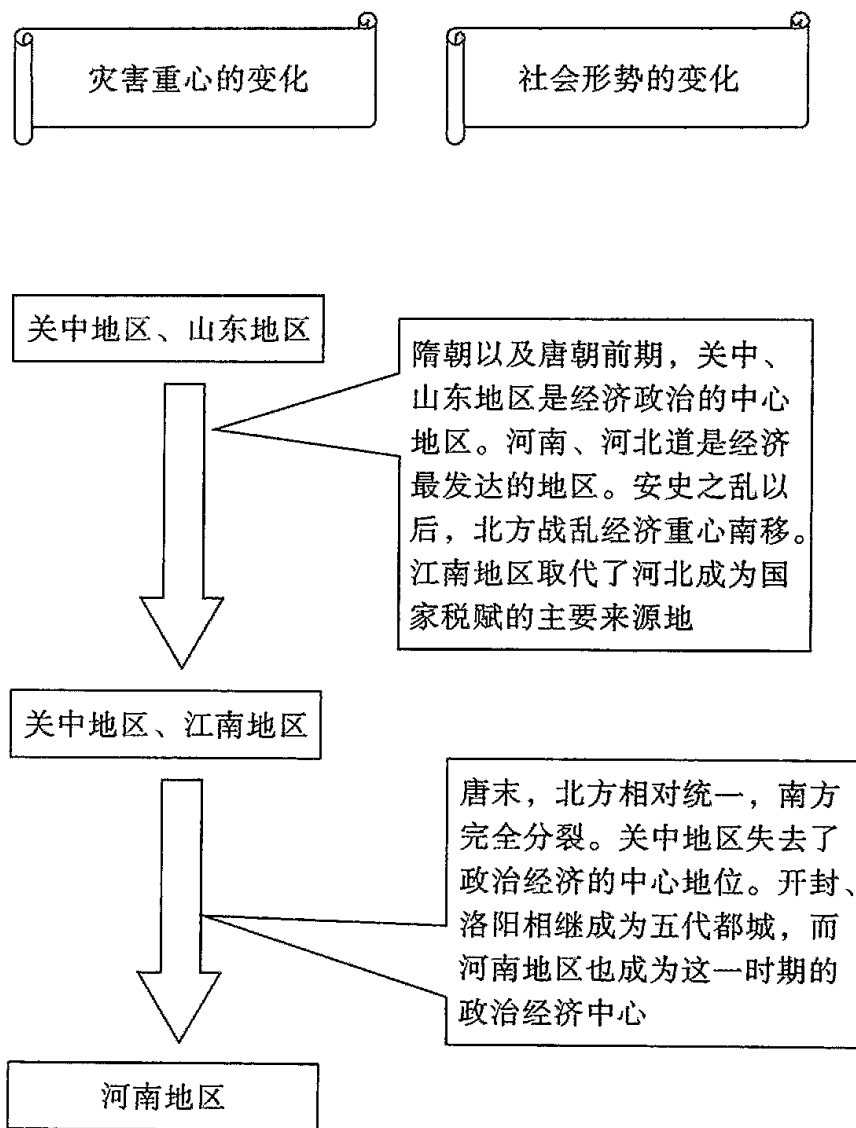 灾害重心的变化
社会形势的变化
关中地区、山东地区
隋朝以及唐朝前期，关中、
山东地区是经济政治的中心
地区。河南、河北道是经济
最发达的地区。安史之乱以
后，北方战乱经济重心南移。
江南地区取代了河北成为国
家税赋的主要来源地
关中地区、江南地区
唐末，北方相对统一，南方
完全分裂。关中地区失去了
政治经济的中心地位。开封、
洛阳相继成为五代都城，而
河南地区也成为这一时期的
政治经济中心
河南地区